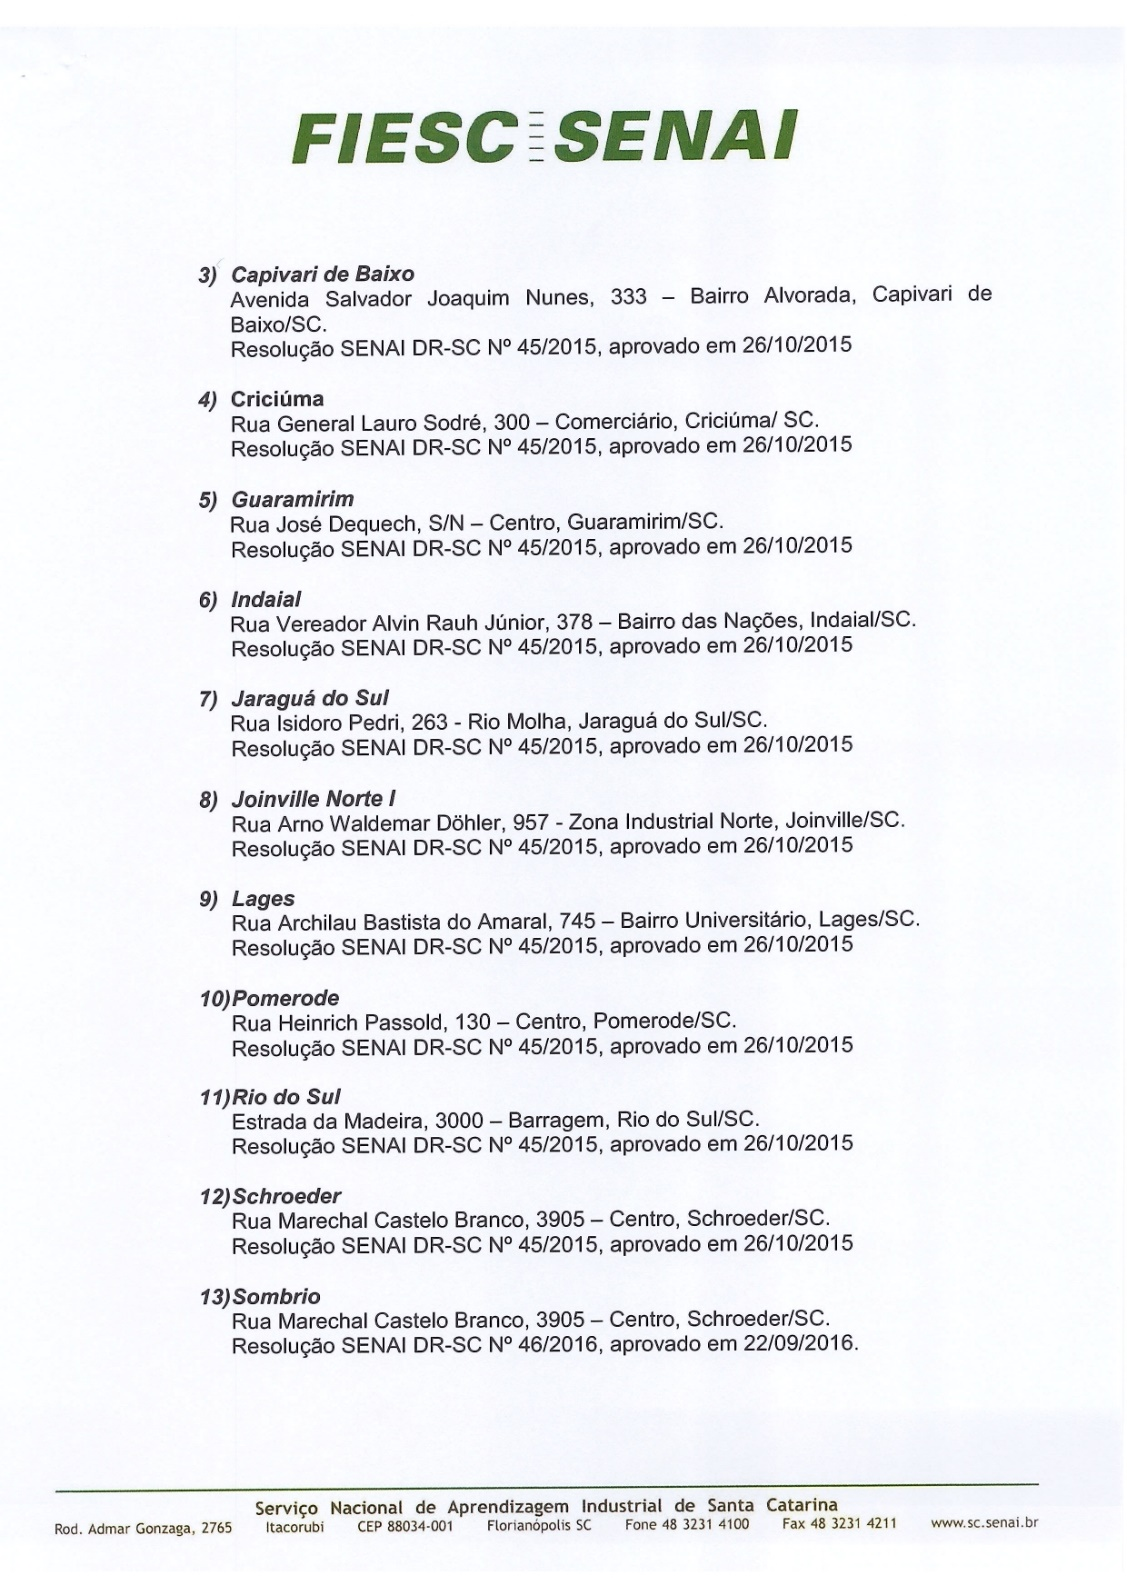 FIESC SENAI
3) Capivari de Baixo
Avenida Salvador Joaquim Nunes, 333 – Bairro Alvorada, Capivari de
Baixo/SC.
Resolução SENAI DR-SC Nº 45/2015, aprovado em 26/10/2015
4) Criciúma
Rua General Lauro Sodré, 300 – Comerciário, Criciúma/ SC.
Resolução SENAI DR-SC Nº 45/2015, aprovado em 26/10/2015
5) Guaramirim
Rua José Dequech, S/N – Centro, Guaramirim/SC.
Resolução SENAI DR-SC Nº 45/2015, aprovado em 26/10/2015
6) Indaial
Rua Vereador Alvin Rauh Júnior, 378 – Bairro das Nações, Indaial/SC.
Resolução SENAI DR-SC Nº 45/2015, aprovado em 26/10/2015
7) Jaraguá do Sul
Rua Isidoro Pedri, 263 - Rio Molha, Jaraguá do Sul/SC.
Resolução SENAI DR-SC Nº 45/2015, aprovado em 26/10/2015
8) Joinville Norte I
Rua Arno Waldemar Döhler, 957 - Zona Industrial Norte, Joinville/SC.
Resolução SENAI DR-SC Nº 45/2015, aprovado em 26/10/2015
9) Lages
Rua Archilau Bastista do Amaral, 745 – Bairro Universitário, Lages/SC.
Resolução SENAI DR-SC Nº 45/2015, aprovado em 26/10/2015
10)Pomerode
Rua Heinrich Passold, 130 – Centro, Pomerode/SC.
Resolução SENAI DR-SC Nº 45/2015, aprovado em 26/10/2015
11)Rio do Sul
Estrada da Madeira, 3000 – Barragem, Rio do Sul/SC.
Resolução SENAI DR-SC Nº 45/2015, aprovado em 26/10/2015
12)Schroeder
Rua Marechal Castelo Branco, 3905 – Centro, Schroeder/SC.
Resolução SENAI DR-SC Nº 45/2015, aprovado em 26/10/2015
13)Sombrio
Rua Marechal Castelo Branco, 3905 – Centro, Schroeder/SC.
Resolução SENAI DR-SC Nº 46/2016, aprovado em 22/09/2016.
Serviço Nacional de Aprendizagem Industrial de Santa Catarina
Rod. Admar Gonzaga, 2765 Itacorubi CEP 88034-001 Florianópolis SC Fone 48 3231 4100 Fax 48 3231 4211 www.sc.senai.br